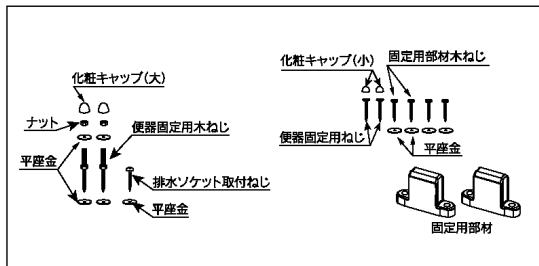 化粧キャップ(大)
ナット
便器固定用木ねじ
平座金
排水ソケット取付ねじ
平座金
化粧キャップ(小)
固定用部材木ねじ
便器固定用ねじ
平座金
固定用部材